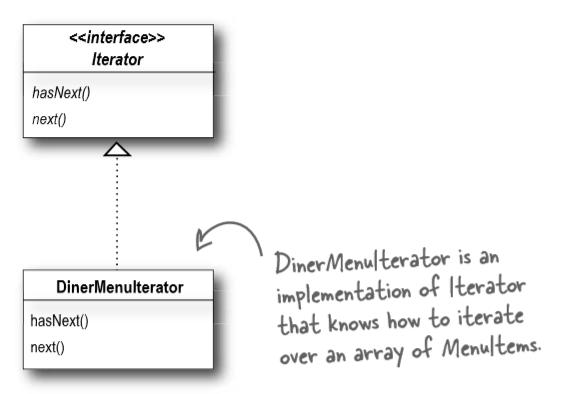 <<interface>>
Iterator
hasNext()
next()
DinerMenuIterator
hasNext()
next()
DinerMenuIterator is an
implementation of Iterator
that knows how to iterate
over an array of MenuItems.